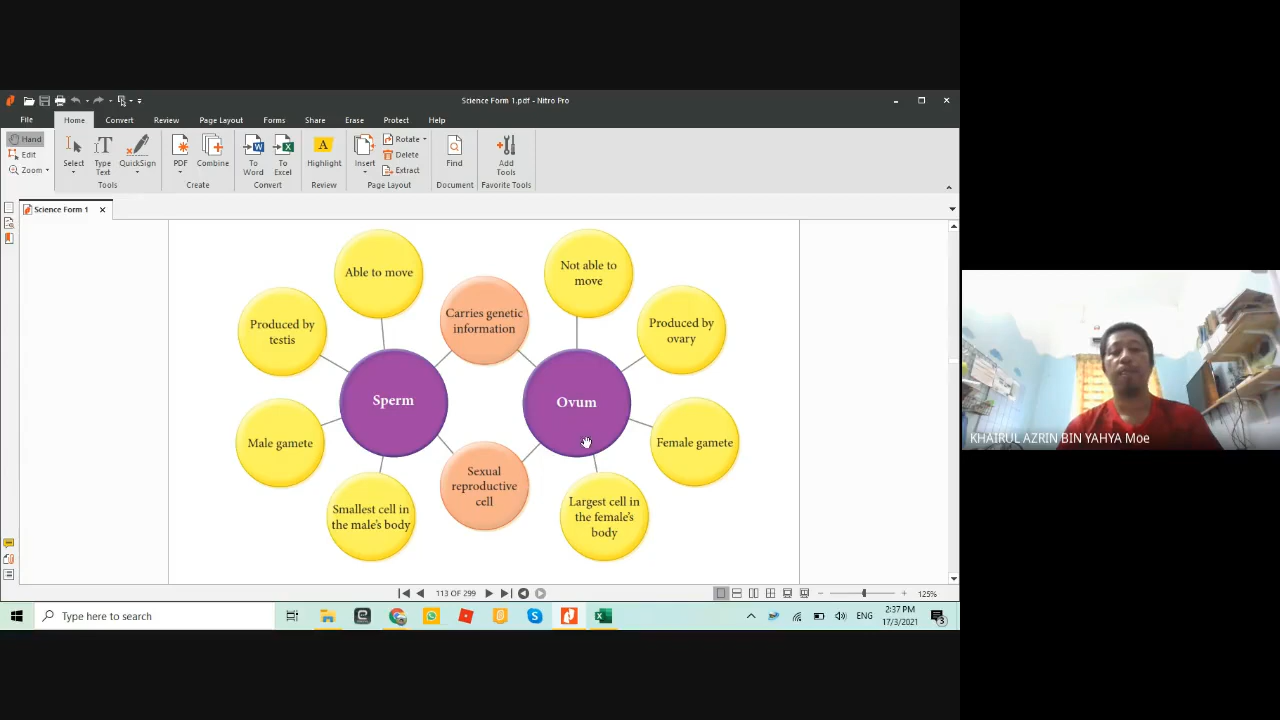 Science Form 1.pdf - Nitro Pro
File
Home
Convert
Review
Page Layout
Forms
Share
Erase
Protect
Help
Hand
Edit
Zoom
Select
Type
Text
QuickSign
Tools
PDF
Combine
Create
To
Word
To
Excel
Convert
A
Highlight
Review
Insert
Rotate
Delete
Extract
Page Layout
Find
Document
Add
Tools
Favorite Tools
Science Form 1
Able to move
Not able to
move
Carries genetic
information
Produced by
testis
Produced by
ovary
Sperm
Ovum
Male gamete
Female gamete
Sexual
reproductive
cell
Smallest cell in
the male's body
Largest cell in
the female's
body
KHAIRUL AZRIN BIN YAHYA Moe
113 OF 299
125%
Type here to search
ENG
2:37 PM
17/3/2021
3